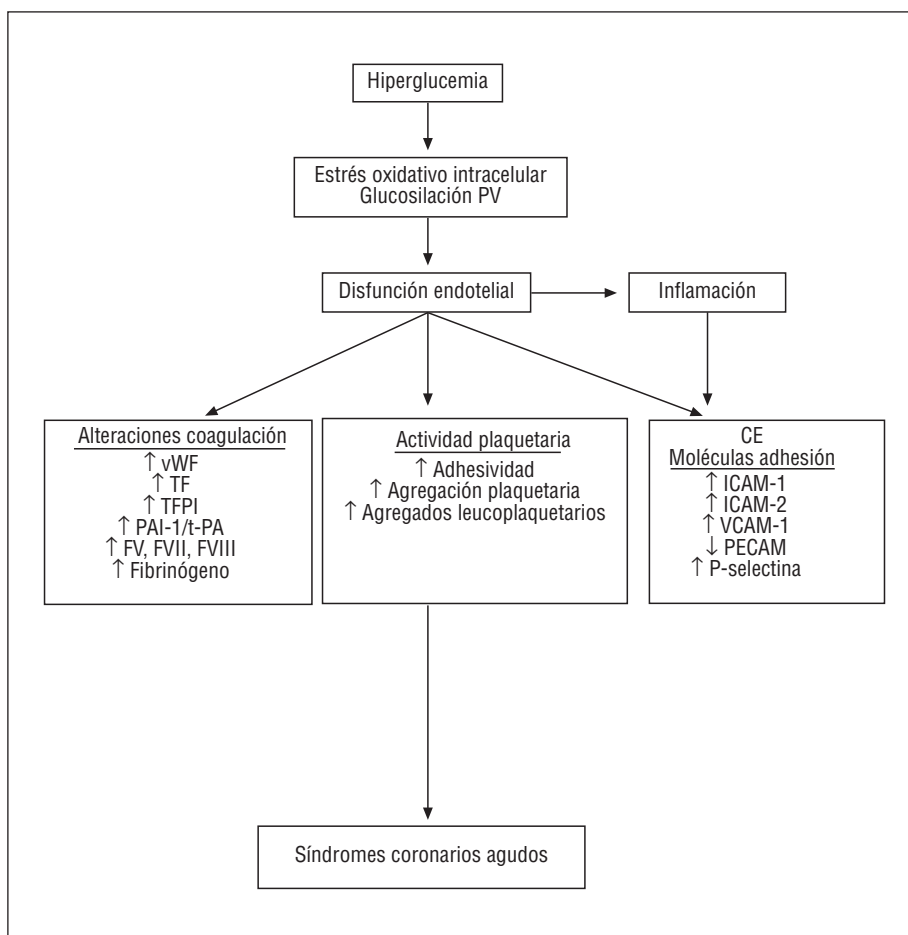 Hiperglucemia
Estrés oxidativo intracelular
Glucosilación PV
Disfunción endotelial
Inflamación
Alteraciones coagulación
↑ vWF
↑ TF
↑ TFPI
↑ PAI-1/t-PA
↑ FV, FVII, FVIII
↑ Fibrinógeno
Actividad plaquetaria
↑ Adhesividad
↑ Agregación plaquetaria
↑ Agregados leucoplaquetarios
CE
Moléculas adhesión
↑ ICAM-1
↑ ICAM-2
↑ VCAM-1
↓ PECAM
↑ P-selectina
Síndromes coronarios agudos